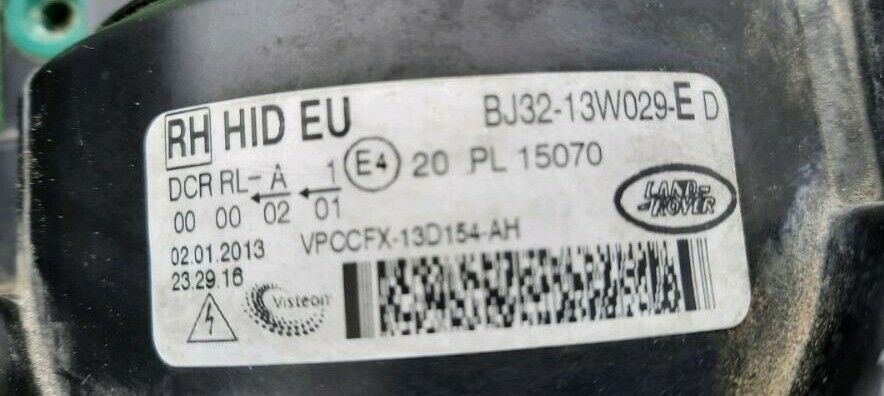 RH HID EU
BJ32-13W029-E D
DCR RL-A 1 E4 20 PL 15070
00 00 02 01
LAND-
-ROVER
VPCCFX-13D154-AH
02.01.2013
23.29.16
Visteon